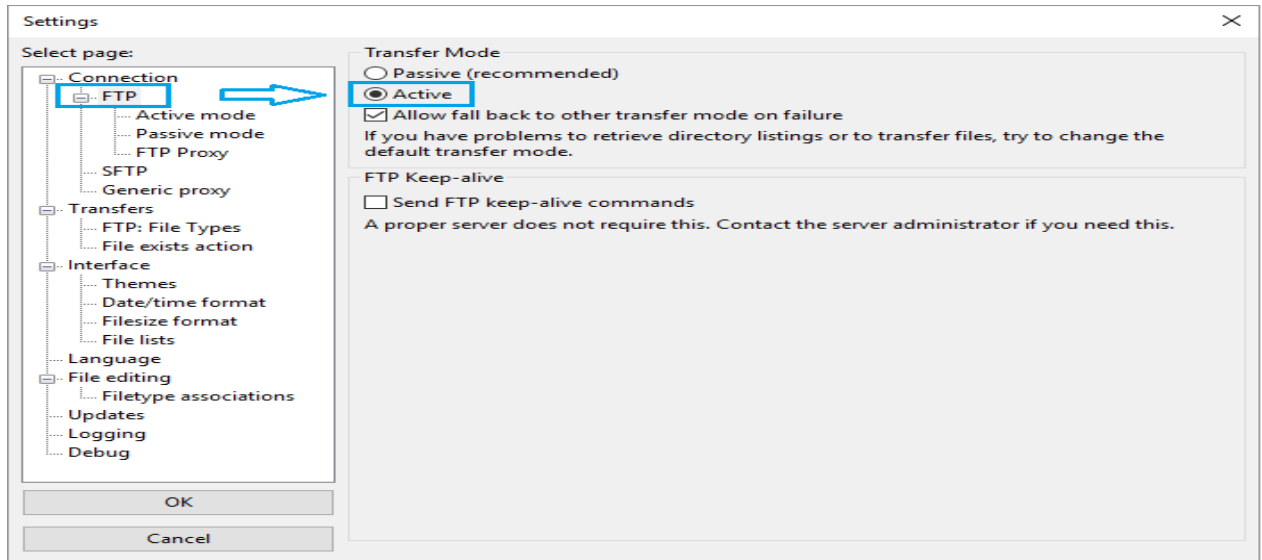 Settings
Select page:
Connection
FTP
Active mode
Passive mode
FTP Proxy
SFTP
Generic proxy
Transfers
FTP: File Types
File exists action
Interface
Themes
Date/time format
Filesize format
File lists
Language
File editing
Filetype associations
Updates
Logging
Debug
OK
Cancel
Transfer Mode
Passive (recommended)
Active
Allow fall back to other transfer mode on failure
If you have problems to retrieve directory listings or to transfer files, try to change the
default transfer mode.
FTP Keep-alive
Send FTP keep-alive commands
A proper server does not require this. Contact the server administrator if you need this.